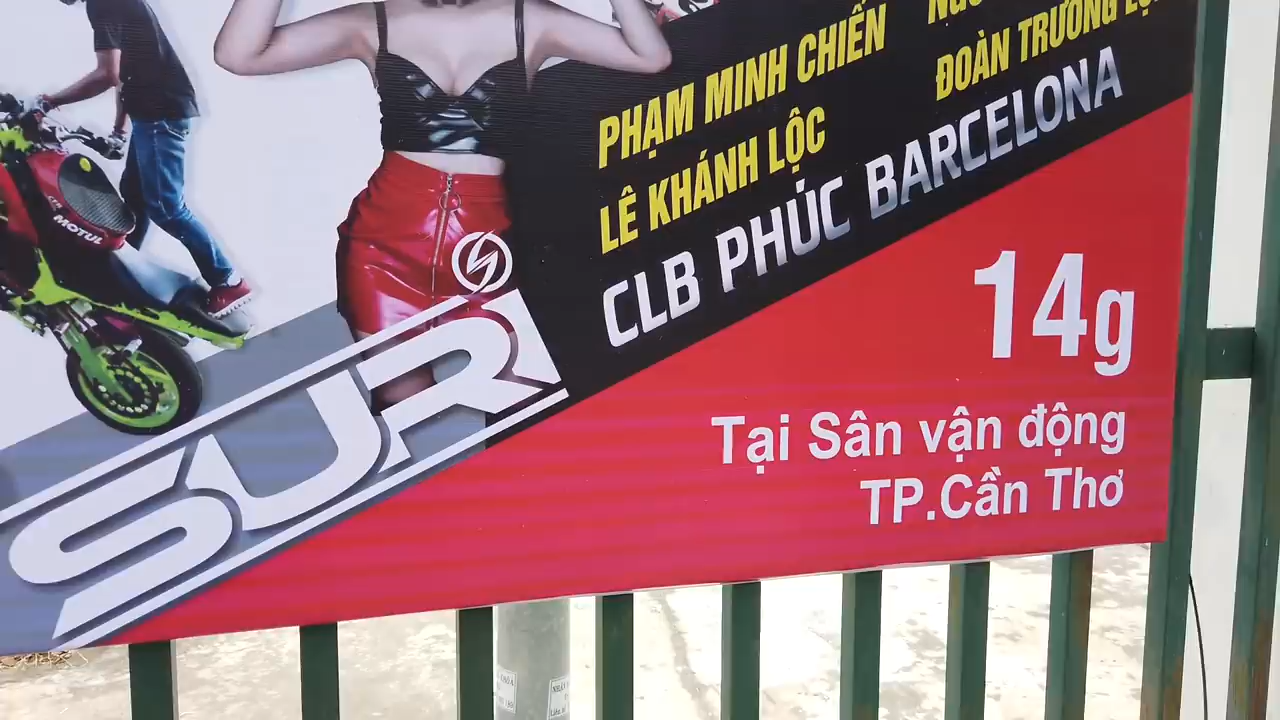 PHẠM MINH CHIẾN
LÊ KHÁNH LỘC
ĐOÀN TRƯỜNG
CLB PHÚC BARCELONA
MOTUL
SURI
14g
Tại Sân vận động
TP.Cần Thơ